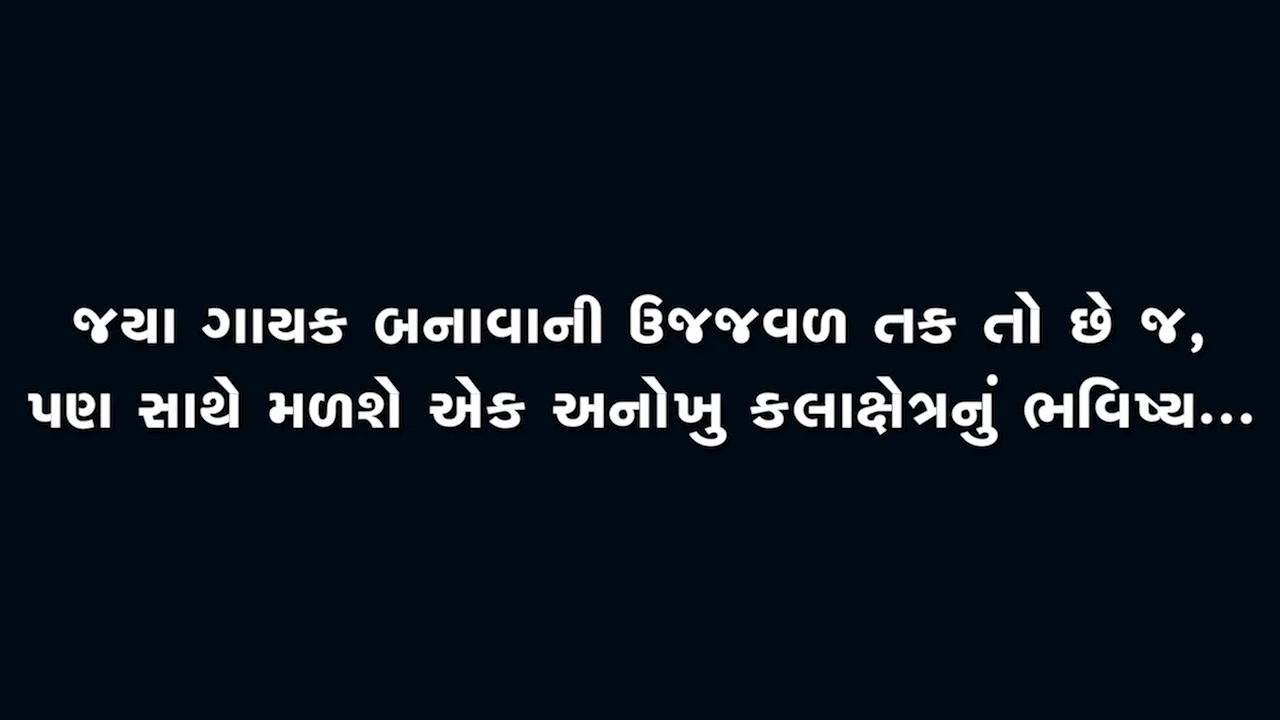 જયા ગાયક બનાવાની ઉજજવળ તક તો છે જ,
પણ સાથે મળશે એક અનોખુ કલાક્ષેત્રનું ભવિષ્ય...